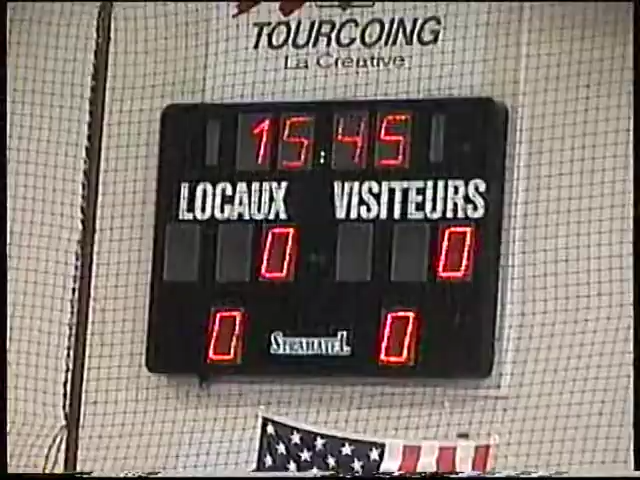 TOURCOING
La Créative
15:45
LOCAUX VISITEURS
0 0
0 STRAMATEL 0